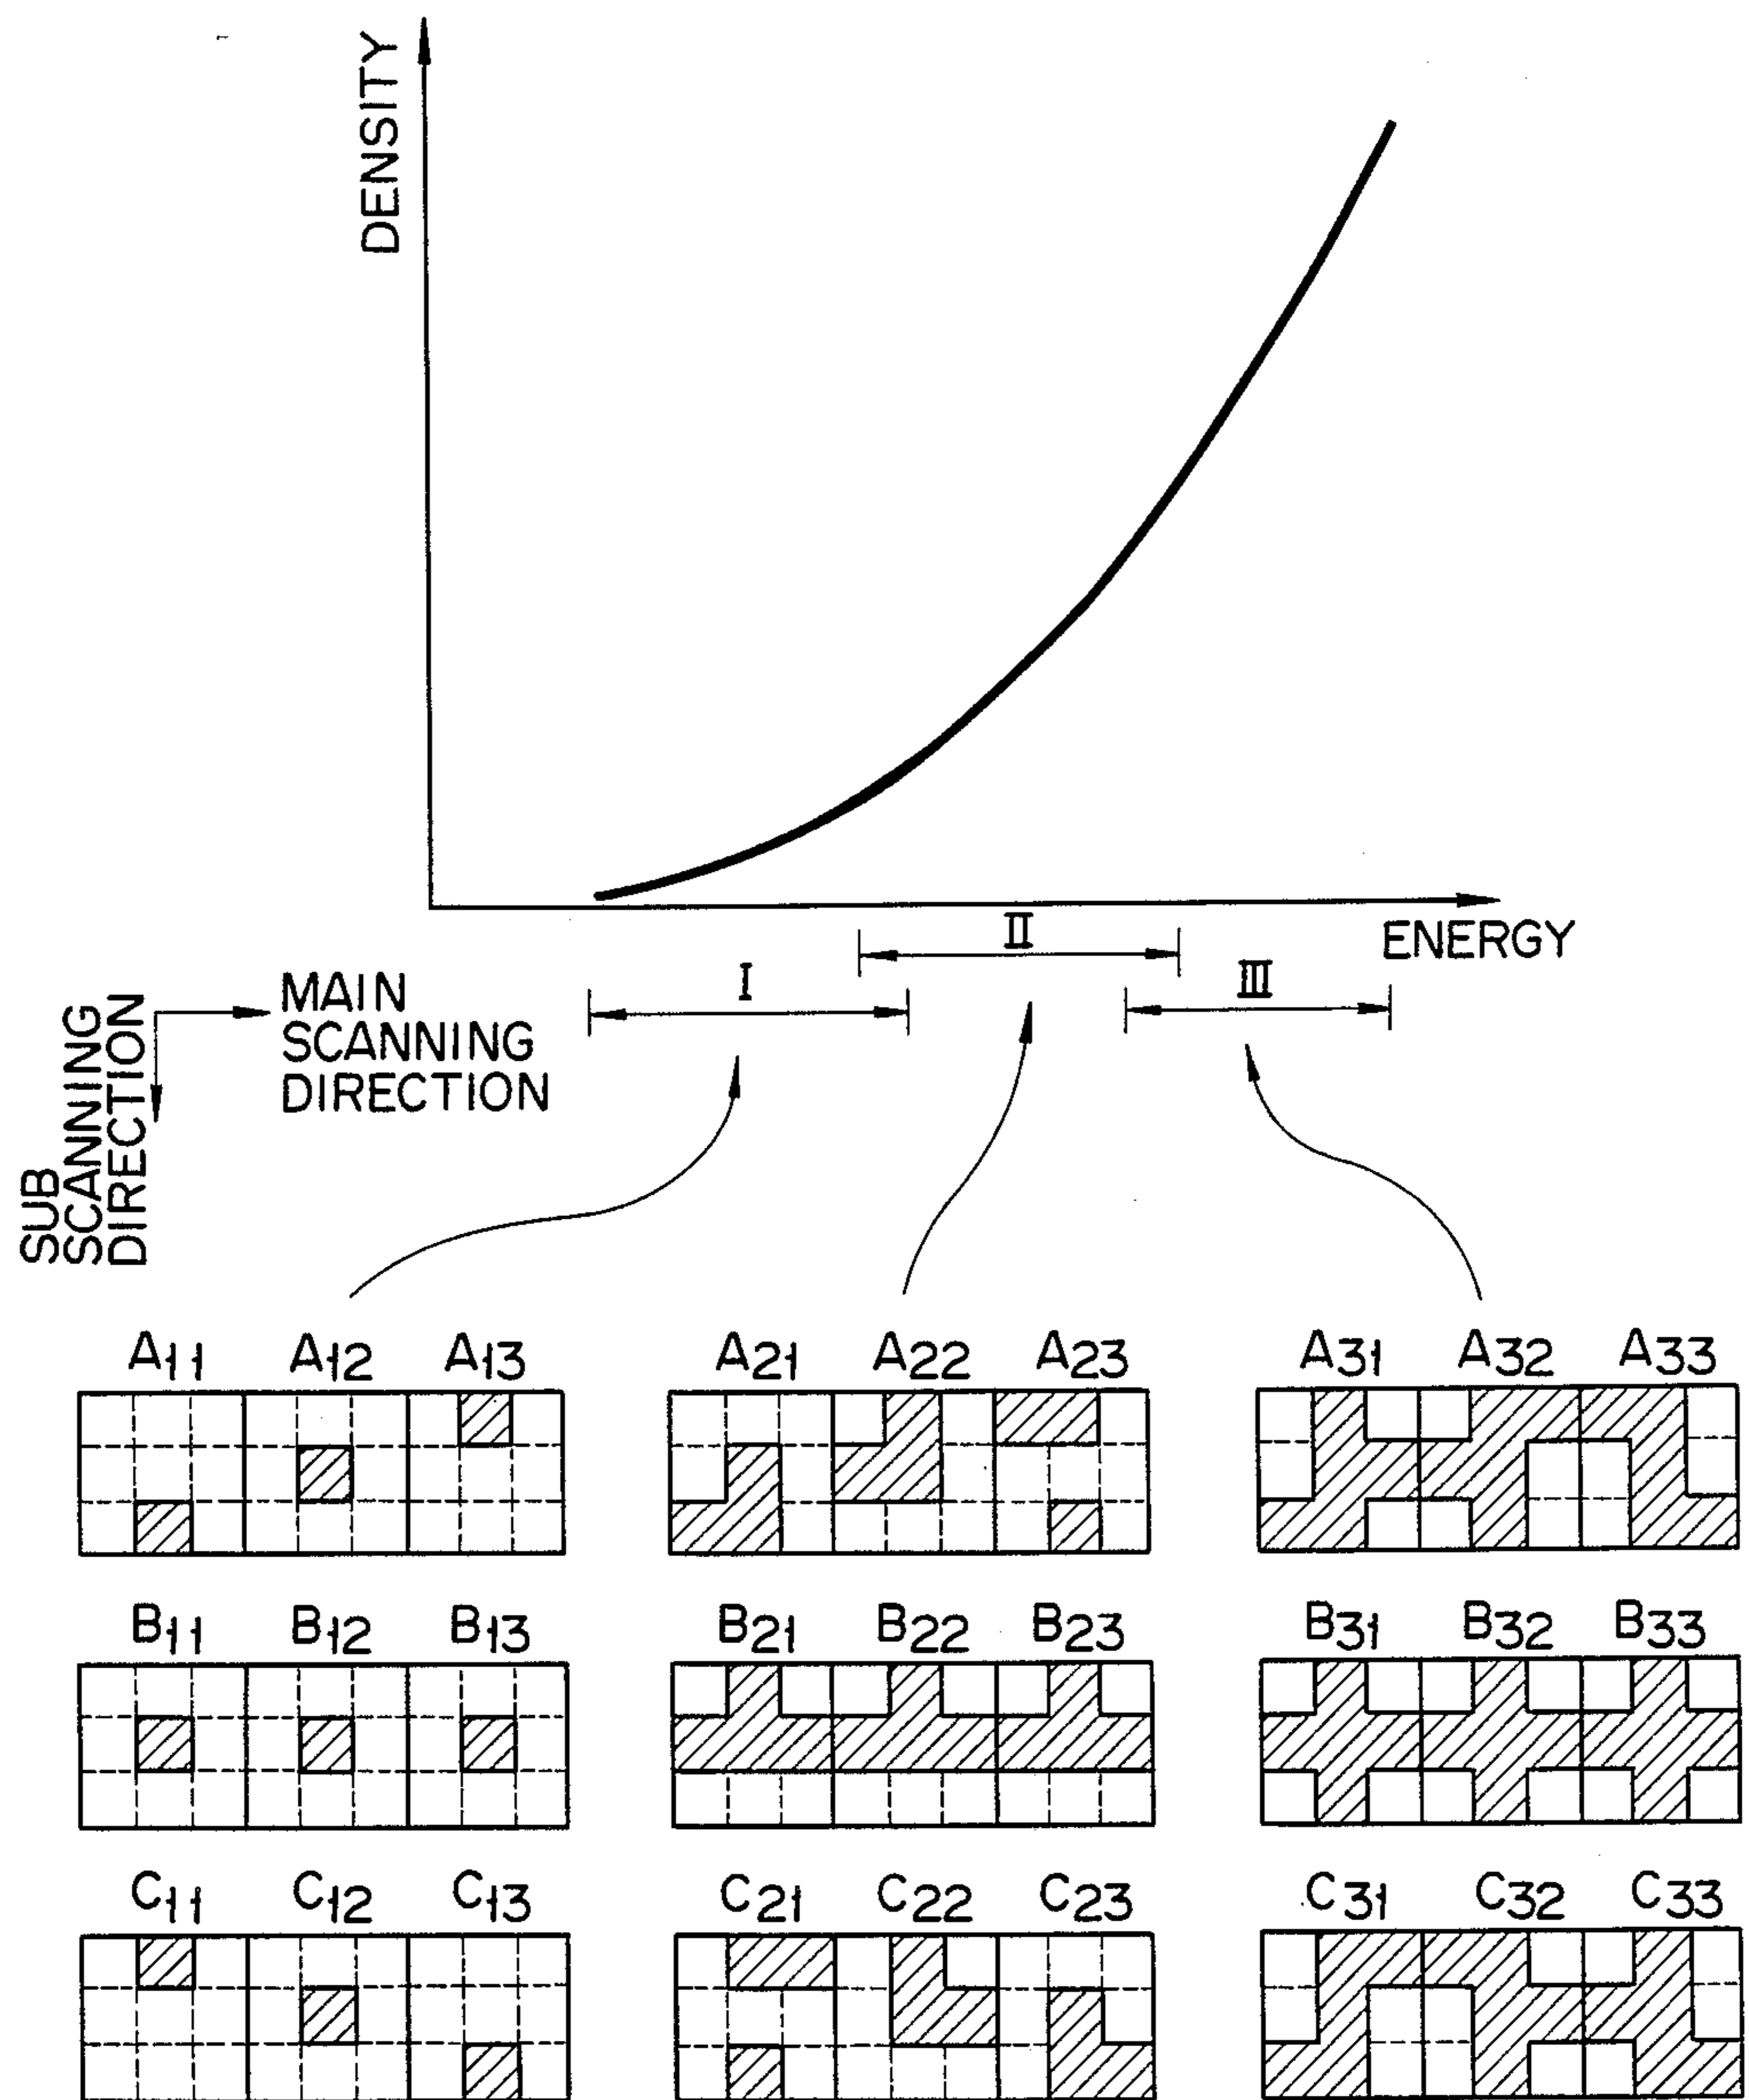 DENSITY
ENERGY
II
I
III
MAIN
SCANNING
DIRECTION
SUB
SCANNING
DIRECTION
A11 A12 A13 A21 A22 A23 A31 A32 A33
B11 B12 B13 B21 B22 B23 B31 B32 B33
C11 C12 C13 C21 C22 C23 C31 C32 C33